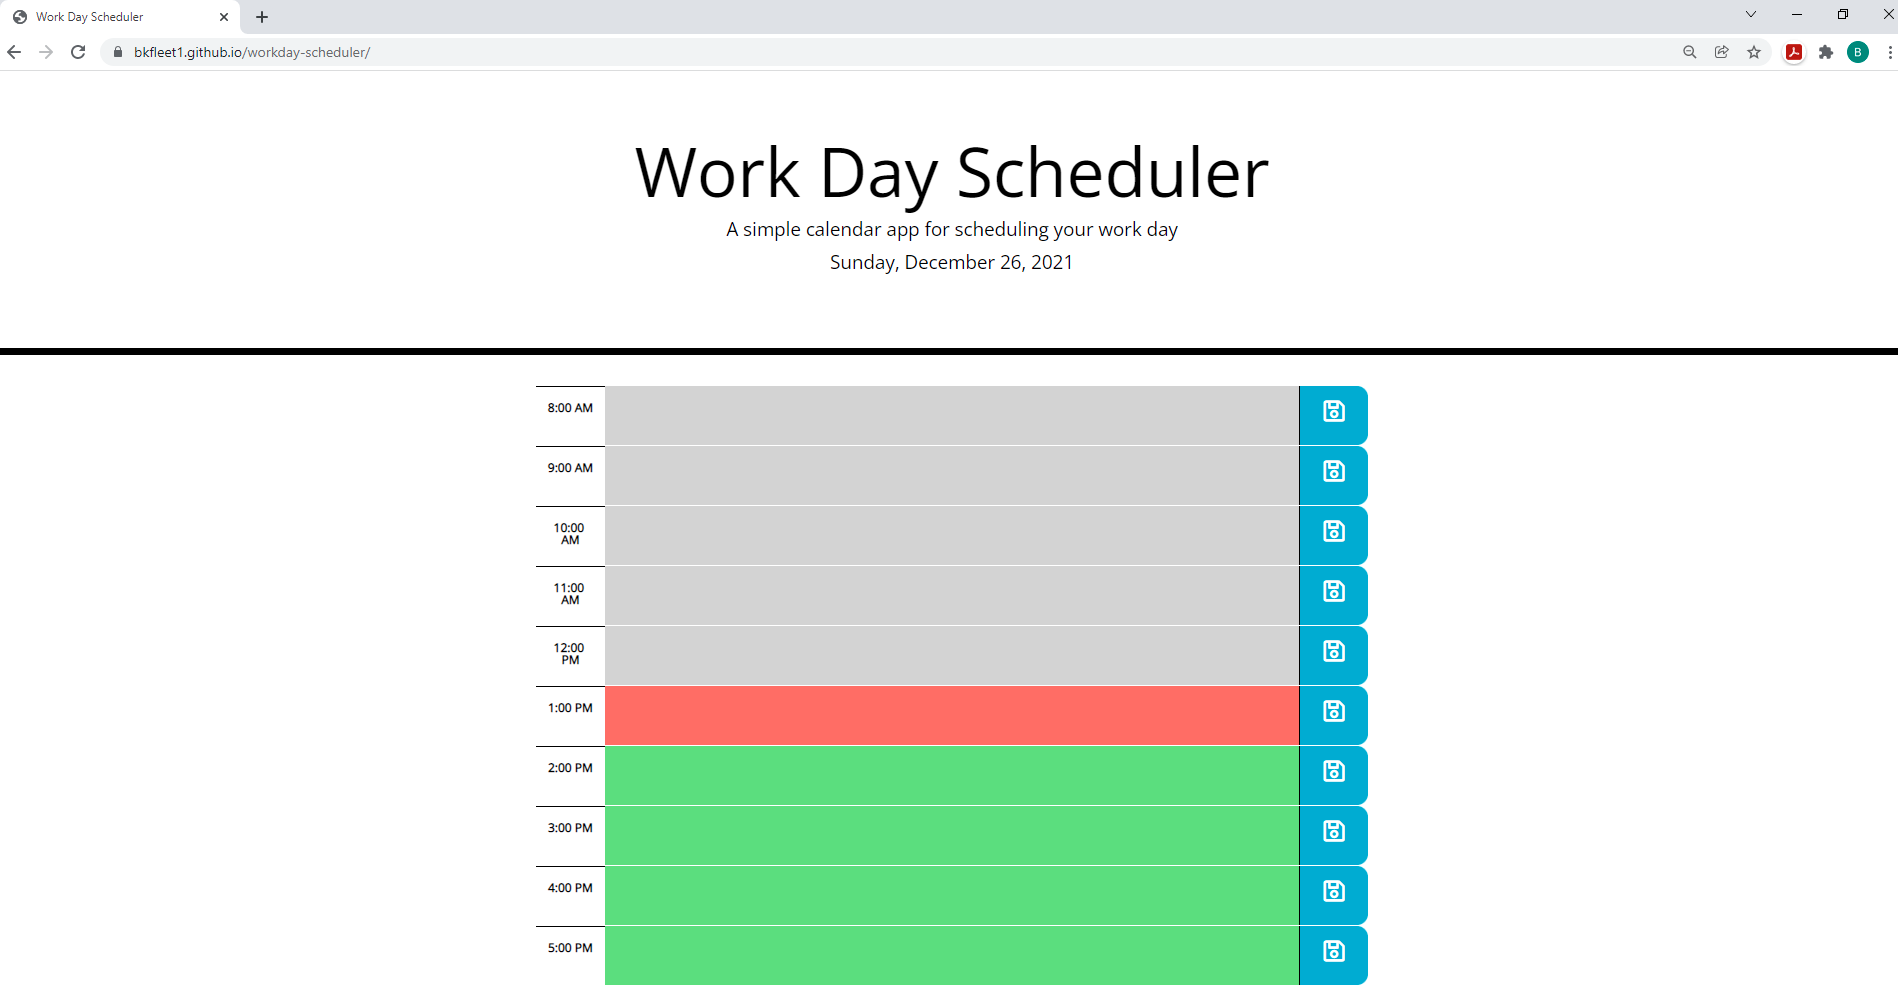 Work Day Scheduler
bkfleet1.github.io/workday-scheduler/
B
Work Day Scheduler
A simple calendar app for scheduling your work day
Sunday, December 26, 2021
8:00 AM
9:00 AM
10:00
AM
11:00
AM
12:00
PM
1:00 PM
2:00 PM
3:00 PM
4:00 PM
5:00 PM